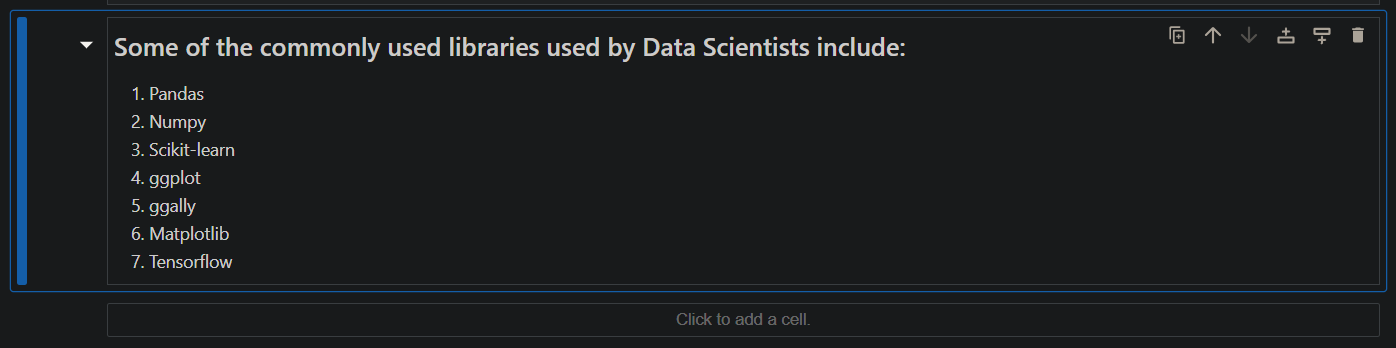 Some of the commonly used libraries used by Data Scientists include:
1. Pandas
2. Numpy
3. Scikit-learn
4. ggplot
5. ggally
6. Matplotlib
7. Tensorflow
Click to add a cell.